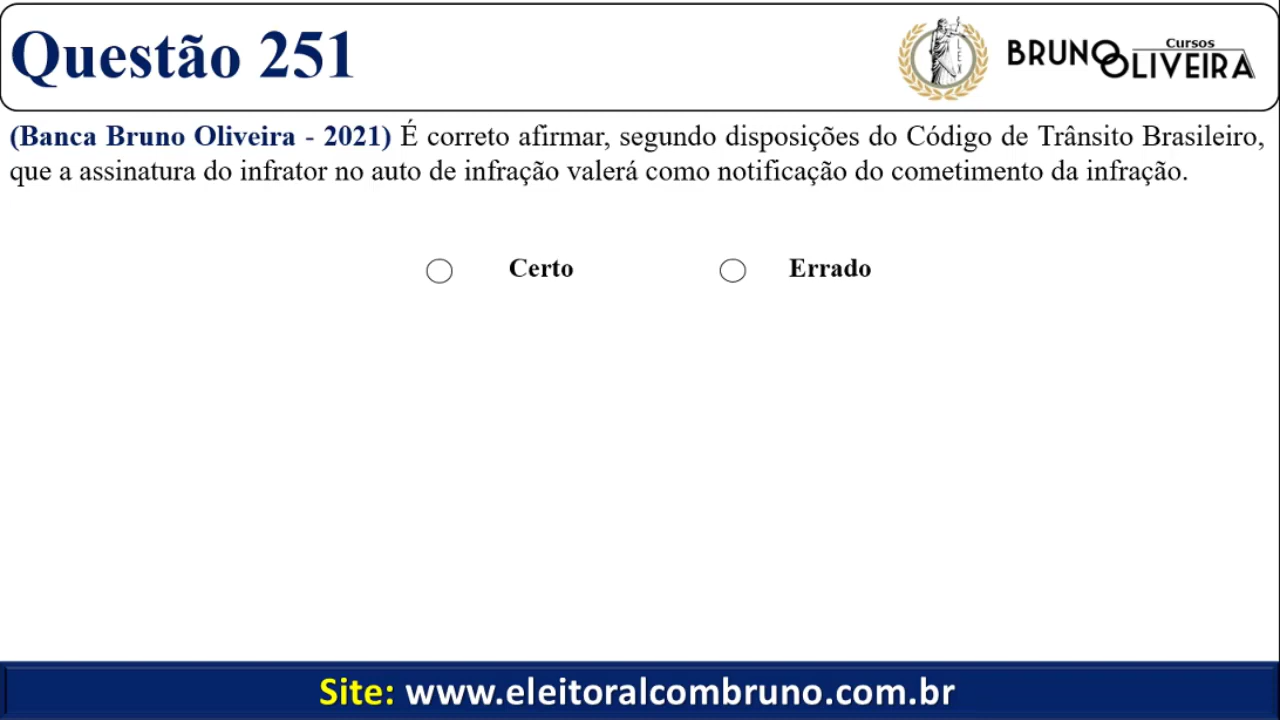 Questão 251
LEX
Cursos
BRUNO OLIVEIRA
(Banca Bruno Oliveira - 2021) É correto afirmar, segundo disposições do Código de Trânsito Brasileiro,
que a assinatura do infrator no auto de infração valerá como notificação do cometimento da infração.
Certo Errado
Site: www.eleitoralcombruno.com.br